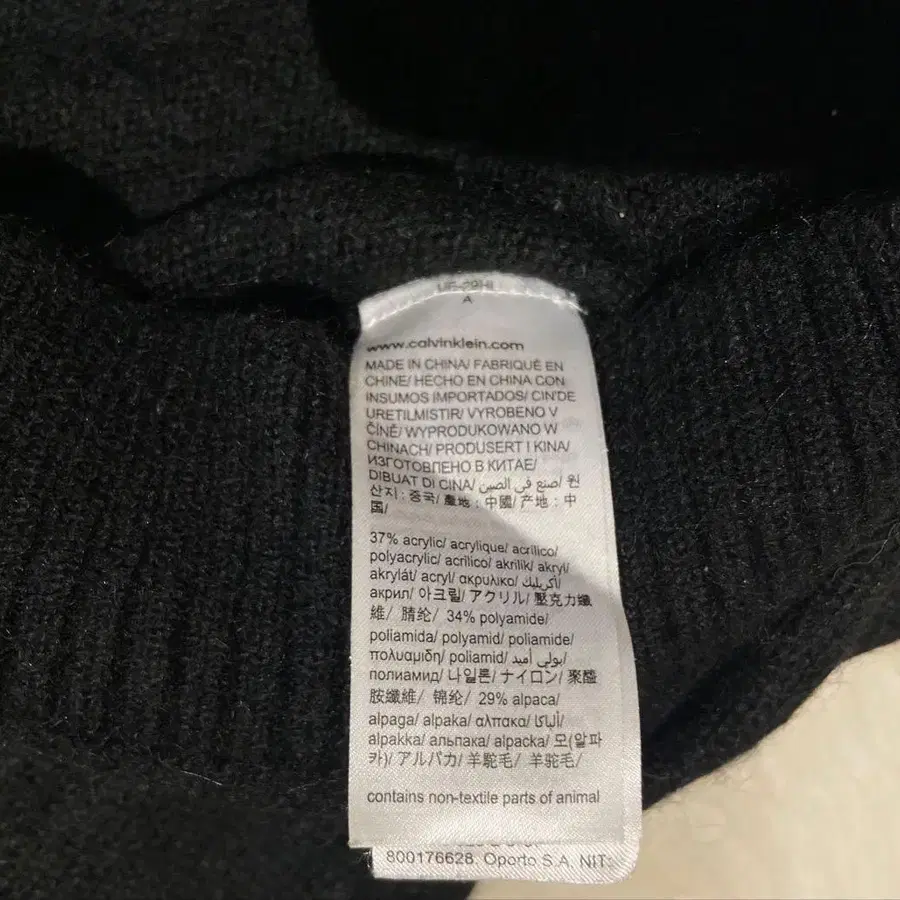 A
www.calvinklein.com
MADE IN CHINA/ FABRIQUÉ EN
CHINE/ HECHO EN CHINA CON
INSUMOS IMPORTADOS/ CIN'DE
URETILMISTIR/ VYROBENO V
ČÍNĚ/ WYPRODUKOWANO W
CHINACH/ PRODUSERT I KINA/
ИЗГОТОВЛЕНО В КИТАЕ/
DIBUAT DI CINA/ صنع في الصين/ 원
산지 : 중국/ 產地 : 中國/ 产地 : 中
国/
37% acrylic/ acrylique/ acrílico/
polyacrylic/ acrilico/ akrilik/ akryl/
akrylát/ acryl/ ακρυλικο/ أكريليك/
акрил/ 아크릴/ アクリル/ 壓克力纖
維/ 腈纶/ 34% polyamide/
poliamida/ polyamid/ poliamide/
πολυαμιδη/ poliamid/ بولي أميد/
полиамид/ 나일론/ ナイロン/ 聚醯
胺纖維/ 锦纶/ 29% alpaca/
alpaga/ alpaka/ αλπακα/ ألباكا/
alpakka/ альпака/ alpacka/ 모(알파
카)/ アルパカ/ 羊駝毛/ 羊驼毛/
contains non-textile parts of animal
800176628. Oporto S.A. NIT: